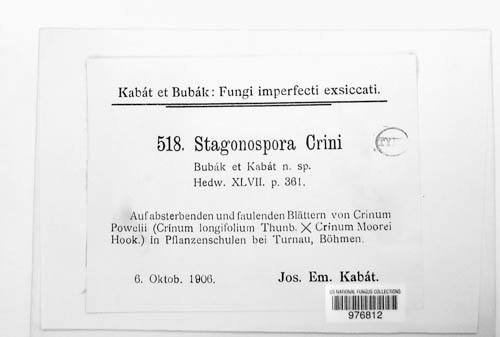 Kabát et Bubák: Fungi imperfecti exsiccati.
518. Stagonospora Crini
Bubák et Kabát n. sp.
Hedw. XLVII. p. 361.
Auf absterbenden und faulenden Blättern von Crinum
Powelii (Crinum longifolium Thunb. X Crinum Moorei
Hook.) in Pflanzenschulen bei Turnau, Böhmen.
6. Oktob. 1906.
Jos. Em. Kabát.
US NATIONAL FUNGUS COLLECTIONS
976812